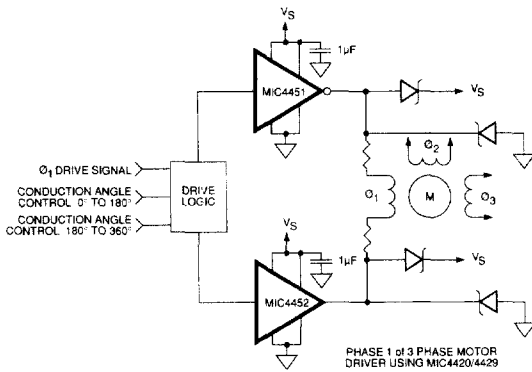 VS
1µF
MIC4451
VS
Ø2
Ø1 DRIVE SIGNAL
CONDUCTION ANGLE
CONTROL 0° TO 180°
CONDUCTION ANGLE
CONTROL 180° TO 360°
DRIVE
LOGIC
Ø1
M
Ø3
VS
1µF
MIC4452
VS
PHASE 1 of 3 PHASE MOTOR
DRIVER USING MIC4420/4429